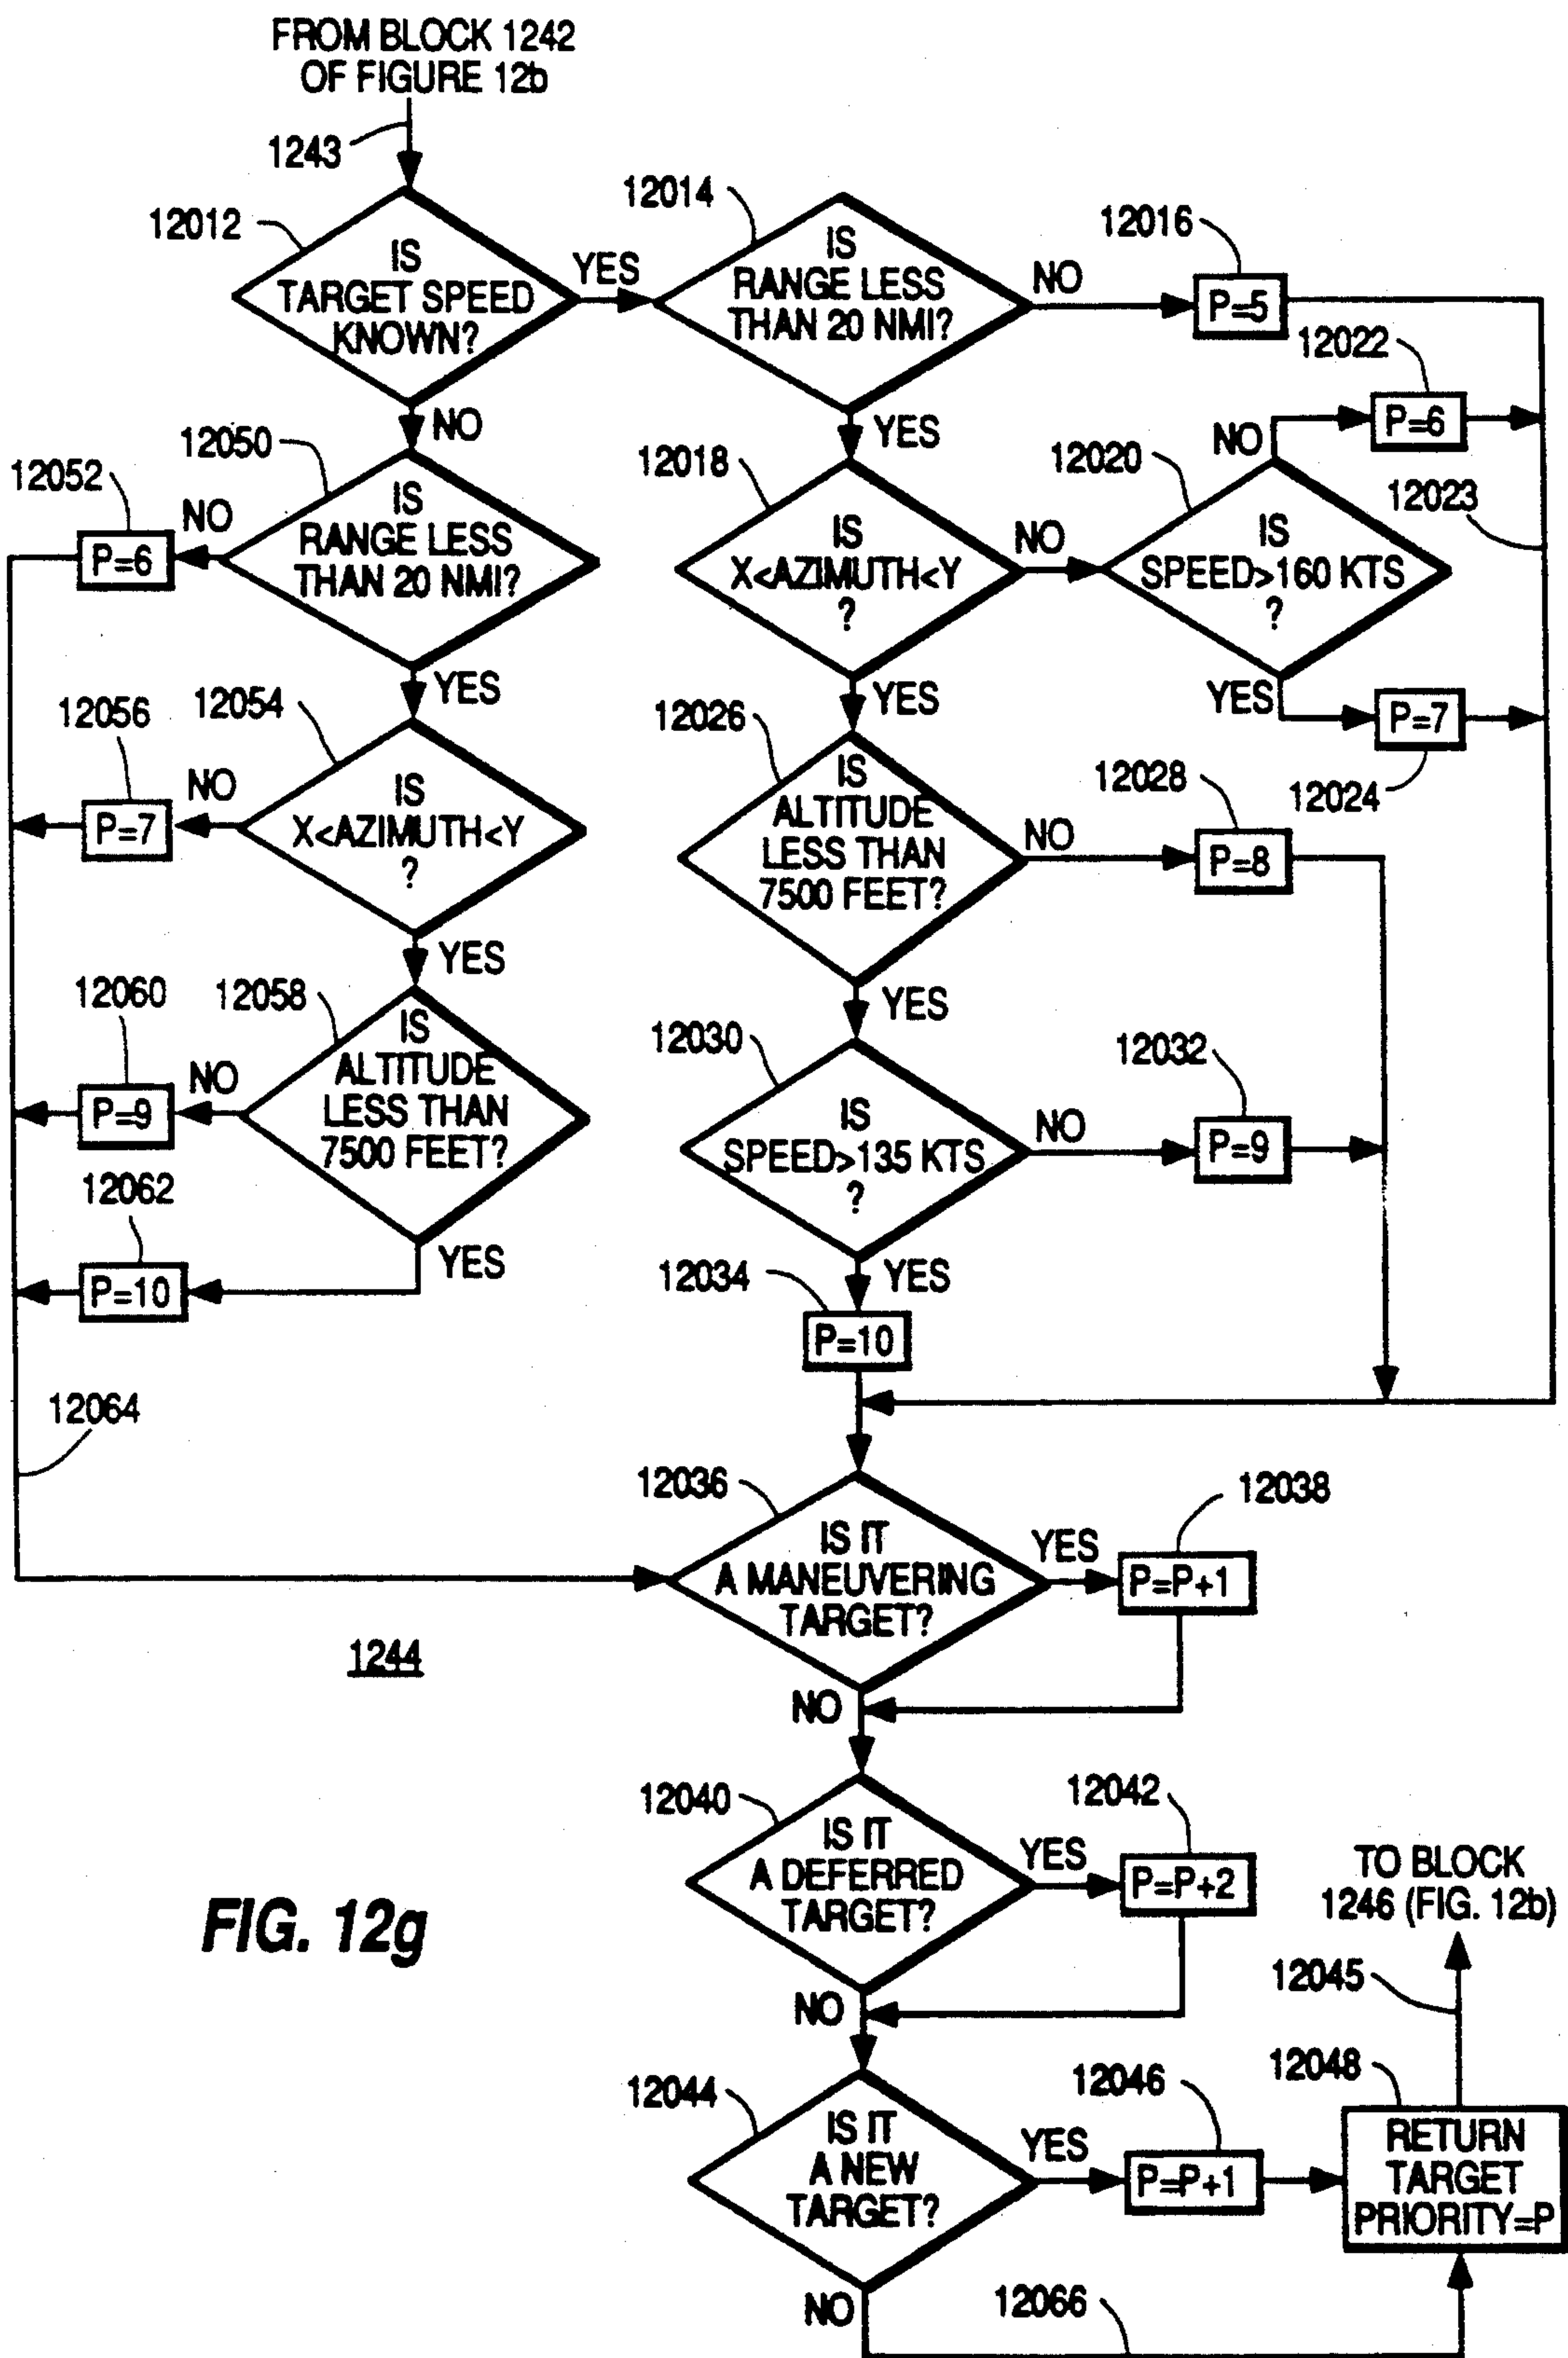 FROM BLOCK 1242
OF FIGURE 12b
1243
12012
IS
TARGET SPEED
KNOWN?
YES
12014
IS
RANGE LESS
THAN 20 NMI?
NO
12016
P=5
12022
P=6
NO
YES
NO
12050
IS
RANGE LESS
THAN 20 NMI?
12052
NO
P=6
12018
IS
X<AZIMUTH<Y
?
NO
12020
IS
SPEED>160 KTS
?
12023
YES
P=7
12024
YES
YES
12056
12054
IS
X<AZIMUTH<Y
?
NO
P=7
12026
IS
ALTITUDE
LESS THAN
7500 FEET?
NO
12028
P=8
YES
YES
12060
12058
IS
ALTITUDE
LESS THAN
7500 FEET?
NO
P=9
12030
IS
SPEED>135 KTS
?
NO
12032
P=9
12062
P=10
YES
YES
12034
P=10
12064
12036
IS IT
A MANEUVERING
TARGET?
YES
12038
P=P+1
1244
NO
12040
IS IT
A DEFERRED
TARGET?
YES
12042
P=P+2
TO BLOCK
1246 (FIG. 12b)
FIG. 12g
NO
12045
12044
IS IT
A NEW
TARGET?
YES
12046
P=P+1
12048
RETURN
TARGET
PRIORITY=P
NO
12066